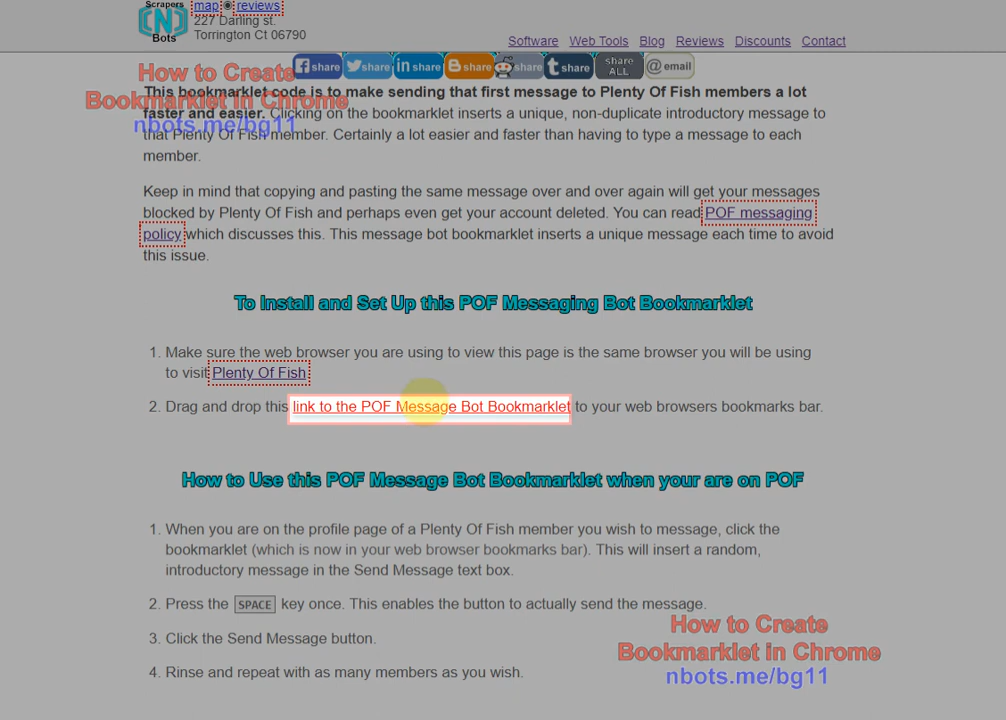 Scrapers
[N]
Bots
map ◉ reviews
227 Darling st.
Torrington Ct 06790
Software Web Tools Blog Reviews Discounts Contact
share share share share share share share ALL @email
How to Create
Bookmarklet in Chrome
nbots.me/bg11
This bookmarklet code is to make sending that first message to Plenty Of Fish members a lot
faster and easier. Clicking on the bookmarklet inserts a unique, non-duplicate introductory message to
that Plenty Of Fish member. Certainly a lot easier and faster than having to type a message to each
member.
Keep in mind that copying and pasting the same message over and over again will get your messages
blocked by Plenty Of Fish and perhaps even get your account deleted. You can read POF messaging
policy which discusses this. This message bot bookmarklet inserts a unique message each time to avoid
this issue.
To Install and Set Up this POF Messaging Bot Bookmarklet
1. Make sure the web browser you are using to view this page is the same browser you will be using
to visit Plenty Of Fish
2. Drag and drop this link to the POF Message Bot Bookmarklet to your web browsers bookmarks bar.
How to Use this POF Message Bot Bookmarklet when your are on POF
1. When you are on the profile page of a Plenty Of Fish member you wish to message, click the
bookmarklet (which is now in your web browser bookmarks bar). This will insert a random,
introductory message in the Send Message text box.
2. Press the SPACE key once. This enables the button to actually send the message.
3. Click the Send Message button.
4. Rinse and repeat with as many members as you wish.
How to Create
Bookmarklet in Chrome
nbots.me/bg11